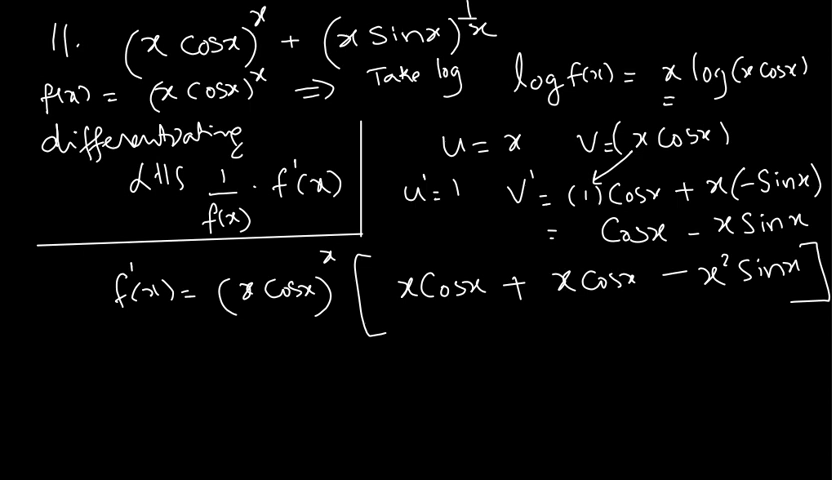 11. (x Cosx)^x + (x Sinx)^1/x
f(x) = (x Cosx)^x ⇒ Take log log f(x) = x log(x Cosx)
differentiating
LHS 1/f(x) · f'(x)
u = x v = (x Cosx)
u' = 1 v' = (1) Cosx + x(-Sinx)
= Cosx - x Sinx
f'(x) = (x Cosx)^x [ xCosx + x Cosx - x² Sinx ]